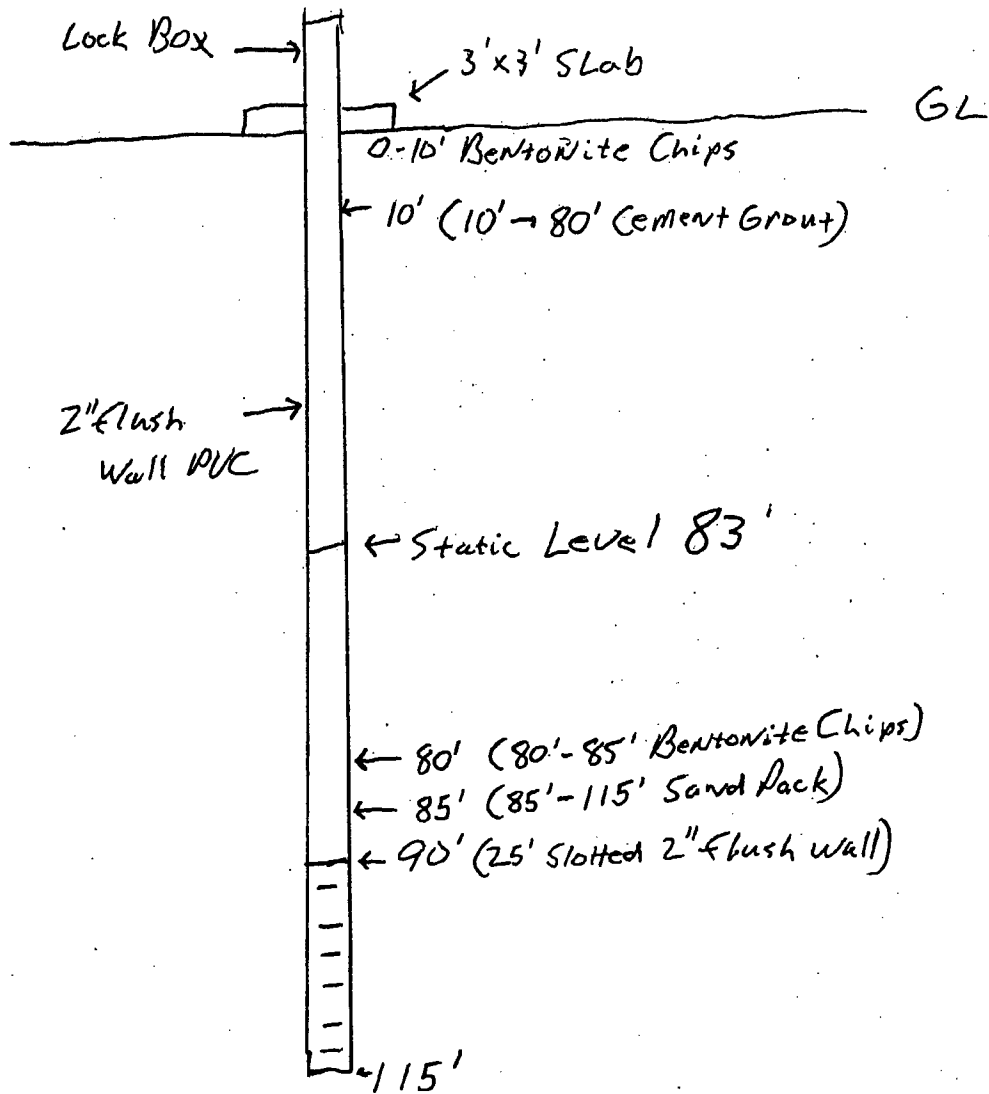 Lock Box
3'x3' SLab
GL
0-10' Bentonite Chips
10' (10'→80' Cement Grout)
2" flush
Wall PVC
Static Level 83'
80' (80'-85' Bentonite Chips)
85' (85'-115' Sand Pack)
90' (25' Slotted 2" flush wall)
115'